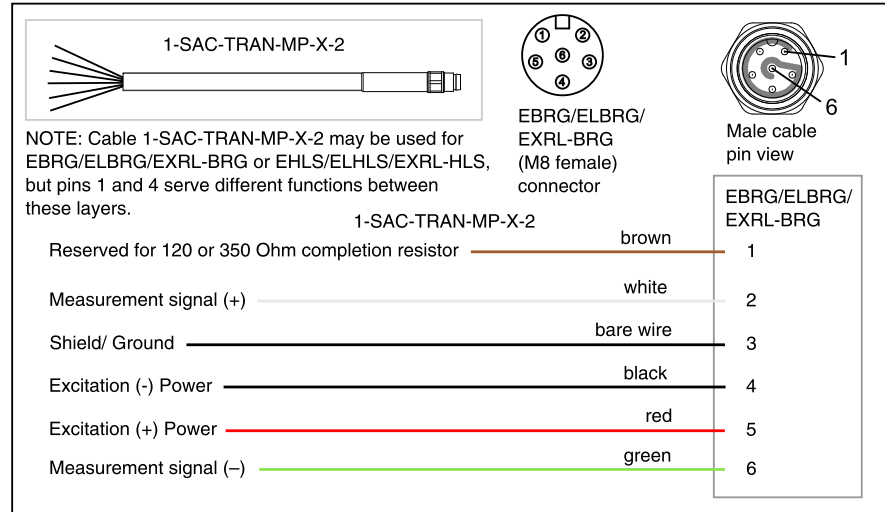 1-SAC-TRAN-MP-X-2
NOTE: Cable 1-SAC-TRAN-MP-X-2 may be used for
EBRG/ELBRG/EXRL-BRG or EHLS/ELHLS/EXRL-HLS,
but pins 1 and 4 serve different functions between
these layers.
1 2
5 6 3
4
EBRG/ELBRG/
EXRL-BRG
(M8 female)
connector
1
6
Male cable
pin view
1-SAC-TRAN-MP-X-2
EBRG/ELBRG/
EXRL-BRG
Reserved for 120 or 350 Ohm completion resistor brown 1
Measurement signal (+) white 2
Shield/ Ground bare wire 3
Excitation (-) Power black 4
Excitation (+) Power red 5
Measurement signal (–) green 6